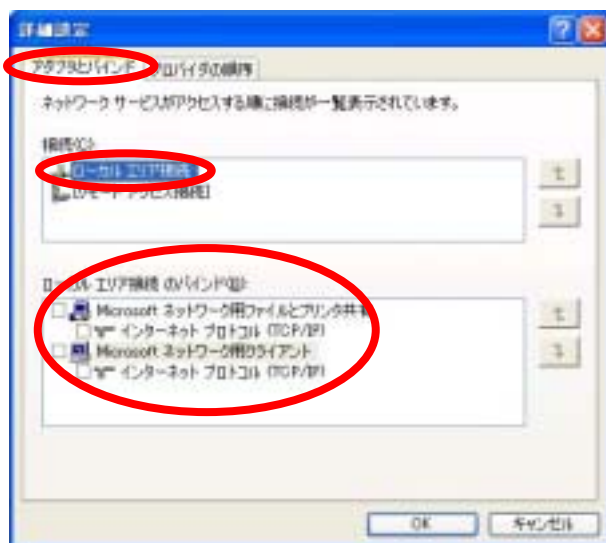 詳細設定
アダプタとバインド プロバイダの順序
ネットワーク サービスがアクセスする順に接続が一覧表示されています。
接続(C):
ローカル エリア接続
[リモート アクセス接続]
ローカル エリア接続 のバインド(B):
Microsoft ネットワーク用ファイルとプリンタ共有
インターネット プロトコル (TCP/IP)
Microsoft ネットワーク用クライアント
インターネット プロトコル (TCP/IP)
OK キャンセル